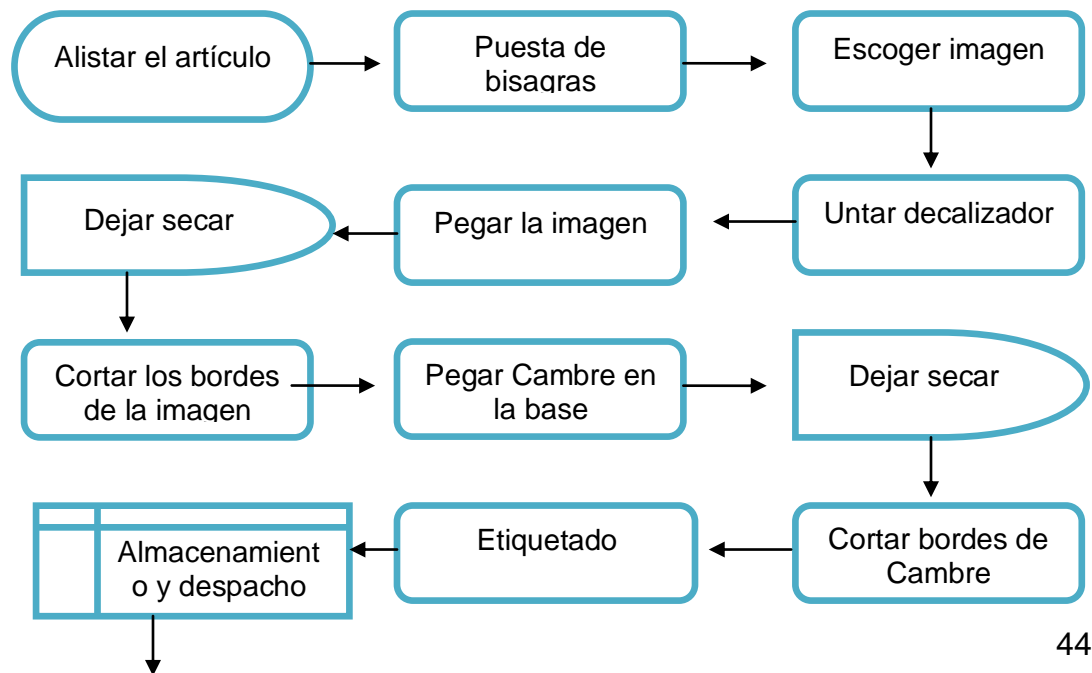 Alistar el artículo
Puesta de
bisagras
Escoger imagen
Untar decalizador
Pegar la imagen
Dejar secar
Cortar los bordes
de la imagen
Pegar Cambre en
la base
Dejar secar
Cortar bordes de
Cambre
Etiquetado
Almacenamient
o y despacho
44